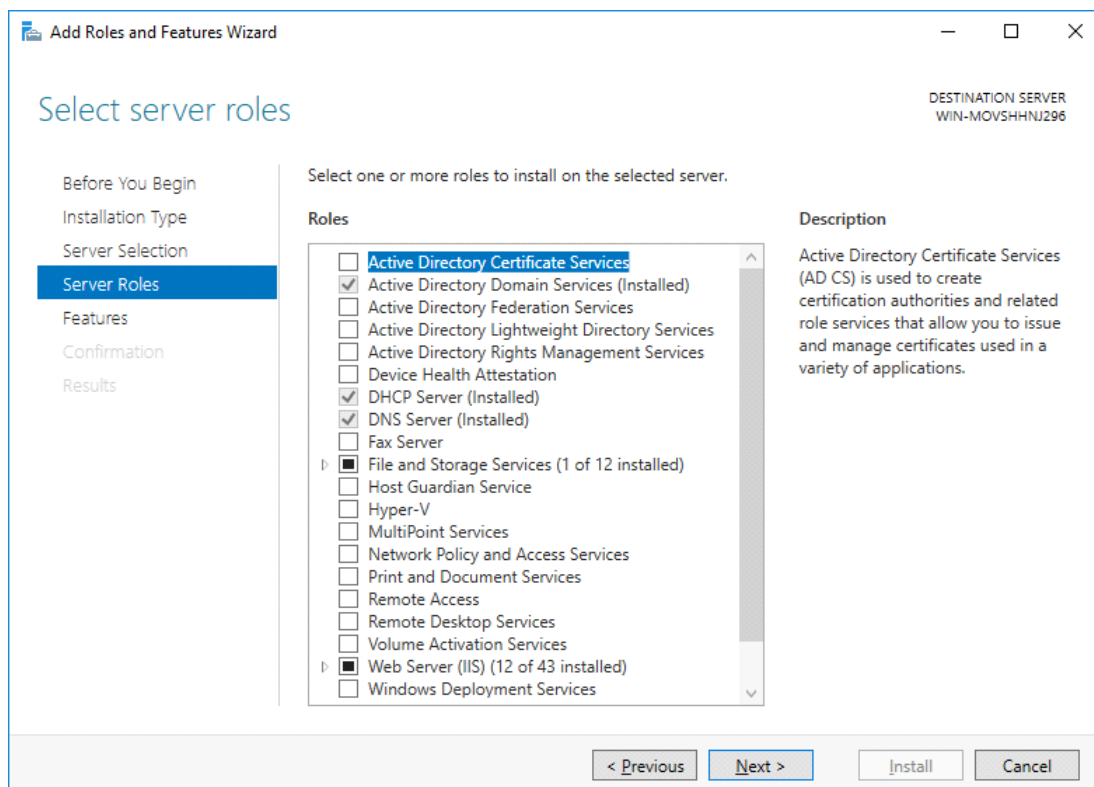 Add Roles and Features Wizard
Select server roles
DESTINATION SERVER
WIN-MOVSHHNJ296
Before You Begin
Installation Type
Server Selection
Server Roles
Features
Confirmation
Results
Select one or more roles to install on the selected server.
Roles
Active Directory Certificate Services
Active Directory Domain Services (Installed)
Active Directory Federation Services
Active Directory Lightweight Directory Services
Active Directory Rights Management Services
Device Health Attestation
DHCP Server (Installed)
DNS Server (Installed)
Fax Server
File and Storage Services (1 of 12 installed)
Host Guardian Service
Hyper-V
MultiPoint Services
Network Policy and Access Services
Print and Document Services
Remote Access
Remote Desktop Services
Volume Activation Services
Web Server (IIS) (12 of 43 installed)
Windows Deployment Services
Description
Active Directory Certificate Services
(AD CS) is used to create
certification authorities and related
role services that allow you to issue
and manage certificates used in a
variety of applications.
< Previous
Next >
Install
Cancel